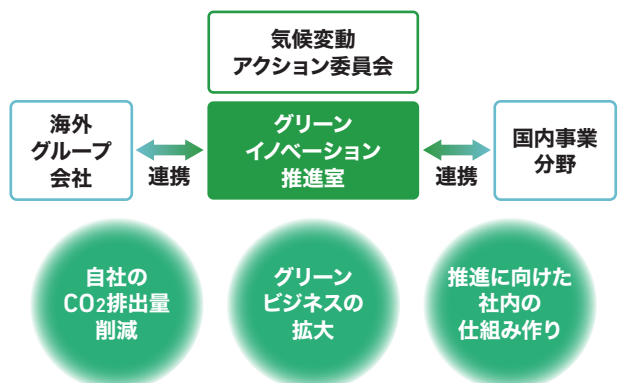 気候変動
アクション委員会
海外
グループ
会社
連携
グリーン
イノベーション
推進室
連携
国内事業
分野
自社の
CO2排出量
削減
グリーン
ビジネスの
拡大
推進に向けた
社内の
仕組み作り